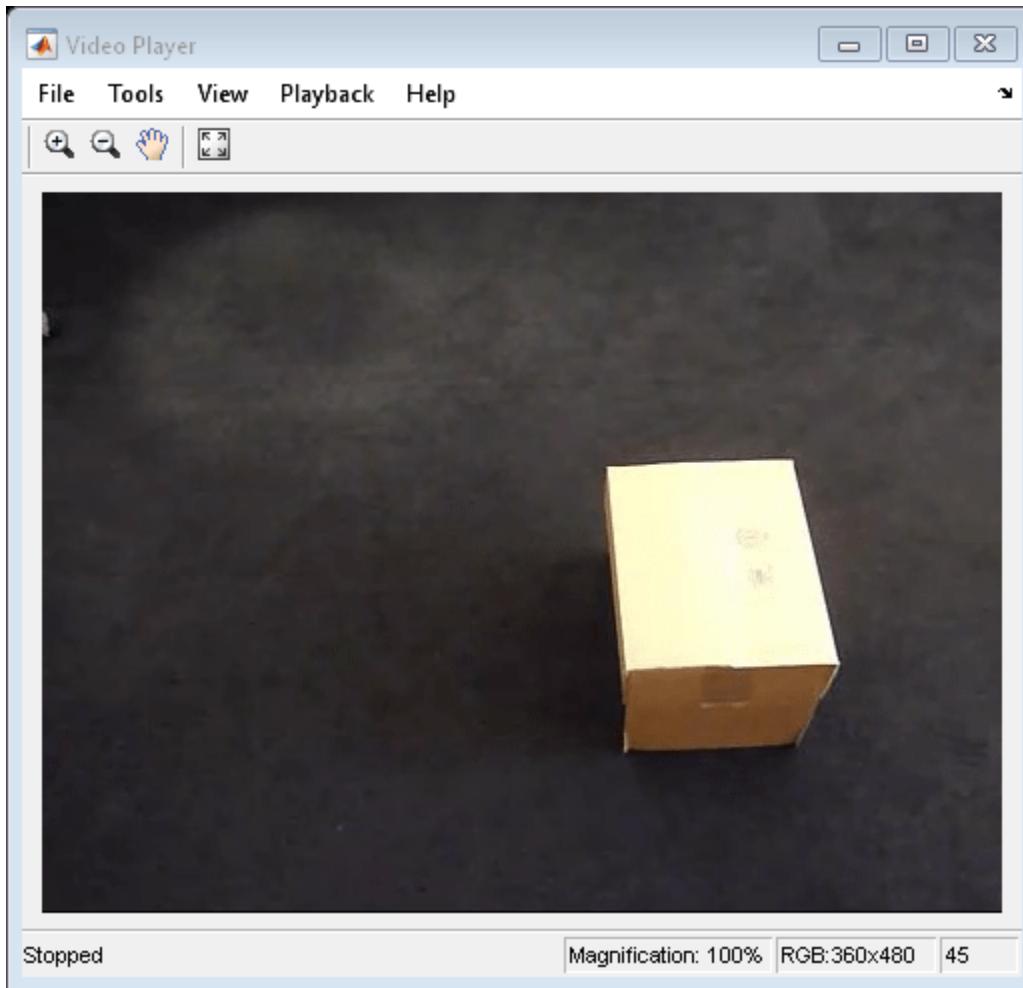 Video Player
File Tools View Playback Help
Stopped Magnification: 100% RGB:360x480 45